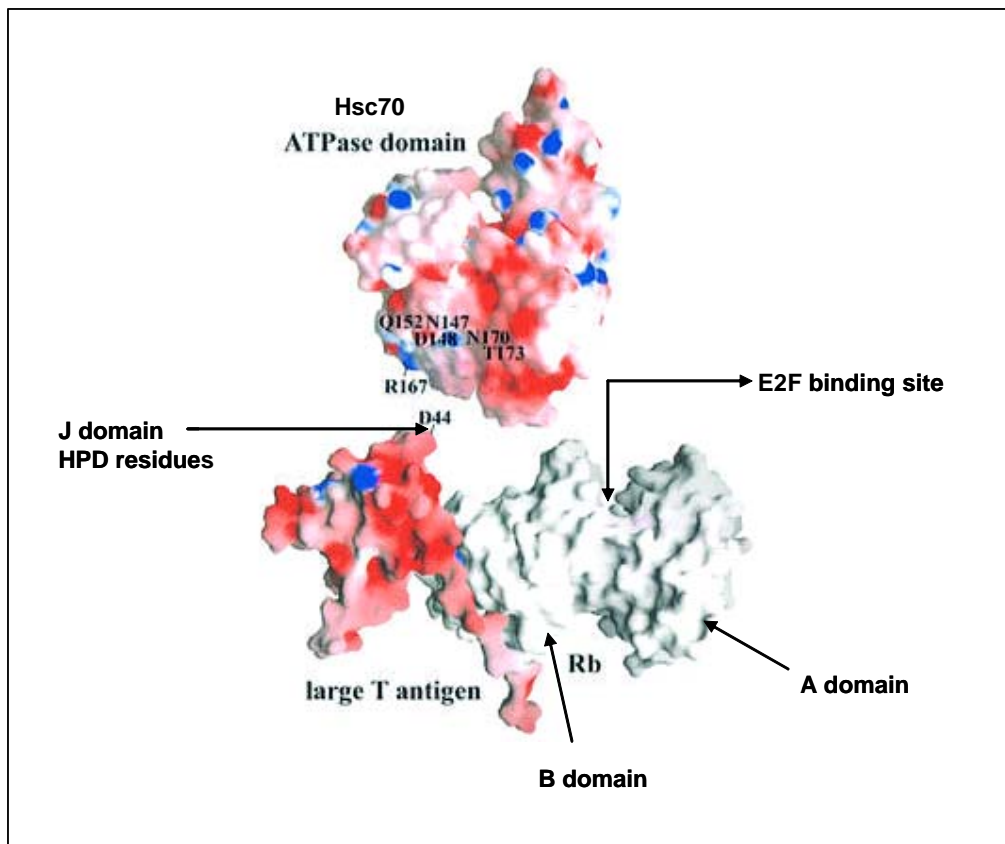 Hsc70
ATPase domain
Q152 N147
D148 N170
T173
R167
D44
E2F binding site
J domain
HPD residues
large T antigen
Rb
A domain
B domain